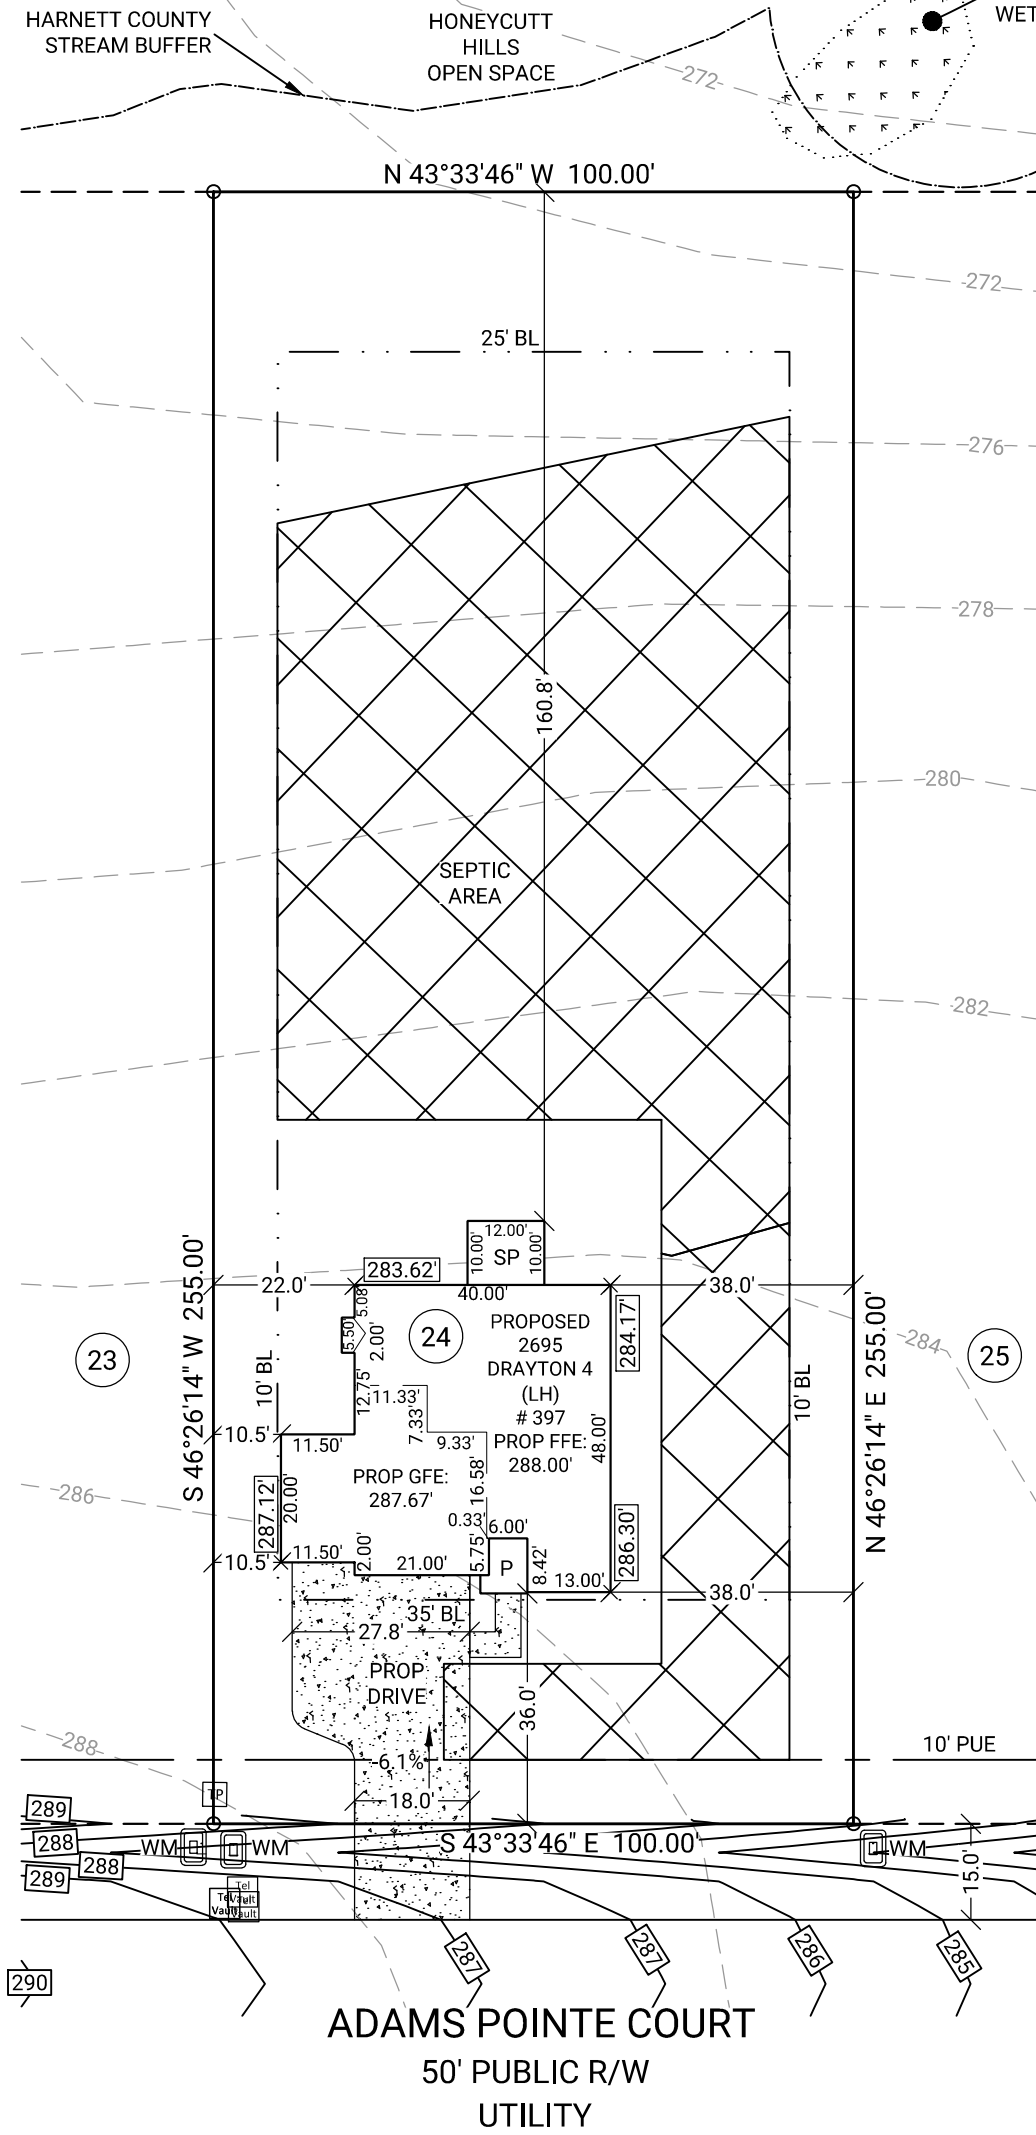 HARNETT COUNTY
STREAM BUFFER
HONEYCUTT
HILLS
OPEN SPACE
WET
272
N 43°33'46" W 100.00'
272
25' BL
276
278
160.8'
280
SEPTIC
AREA
282
S 46°26'14" W 255.00'
N 46°26'14" E 255.00'
12.00'
10.00'
10.00'
SP
22.0'
283.62'
40.00'
38.0'
5.08'
5.50'
2.00'
24
PROPOSED
2695
DRAYTON 4
(LH)
# 397
PROP FFE:
288.00'
284.17'
284
23
25
10' BL
10' BL
12.75'
11.33'
7.33'
9.33'
48.00'
10.5'
11.50'
PROP GFE:
287.67'
16.58'
286
287.12'
20.00'
0.33'
6.00'
286.30'
10.5'
11.50'
2.00'
21.00'
5.75'
P
8.42'
13.00'
38.0'
35' BL
27.8'
PROP
DRIVE
36.0'
288
10' PUE
-6.1%
TP
18.0'
289
288
288
289
WM
WM
S 43°33'46" E 100.00'
WM
15.0'
Tel
Vault
Tel
Vault
Tel
Vault
290
287
287
286
285
ADAMS POINTE COURT
50' PUBLIC R/W
UTILITY